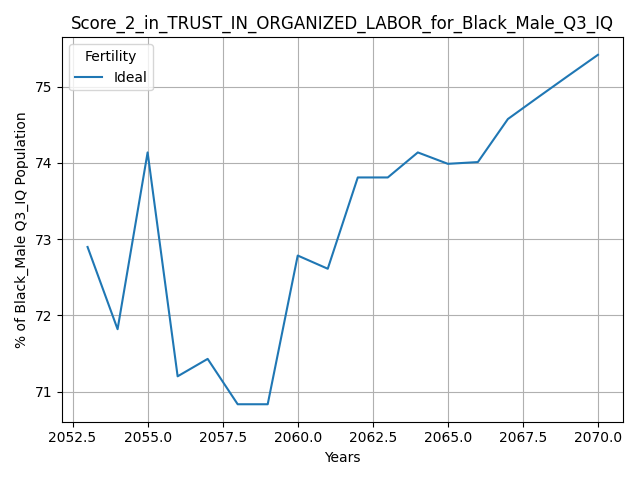 Score_2_in_TRUST_IN_ORGANIZED_LABOR_for_Black_Male_Q3_IQ
Fertility
Ideal
% of Black_Male Q3_IQ Population
75
74
73
72
71
2052.5 2055.0 2057.5 2060.0 2062.5 2065.0 2067.5 2070.0
Years